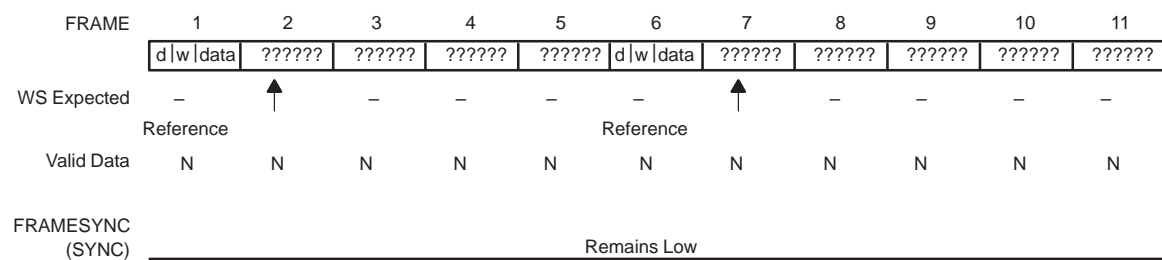 FRAME 1 2 3 4 5 6 7 8 9 10 11
d | w | data ?????? ?????? ?????? ?????? d | w | data ?????? ?????? ?????? ?????? ??????
WS Expected – – – – – – – – –
Reference Reference
Valid Data N N N N N N N N N N N
FRAMESYNC
(SYNC) Remains Low